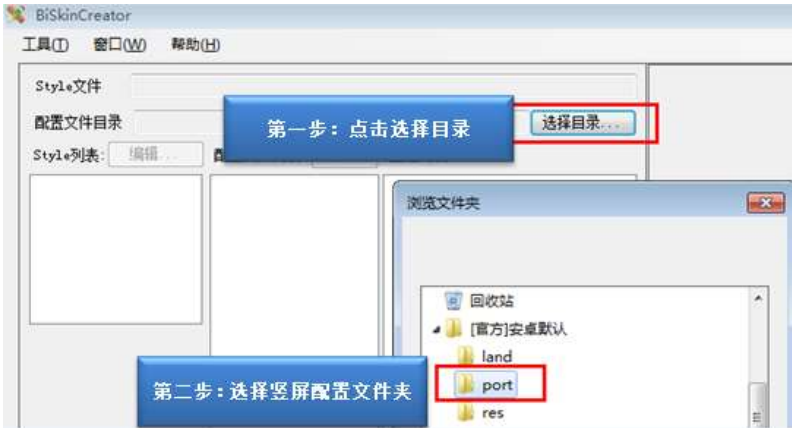 BiSkinCreator
工具(T) 窗口(W) 帮助(H)
Style文件
配置文件目录
第一步：点击选择目录
选择目录...
Style列表: 编辑...
浏览文件夹
回收站
[官方]安卓默认
land
port
res
第二步：选择竖屏配置文件夹